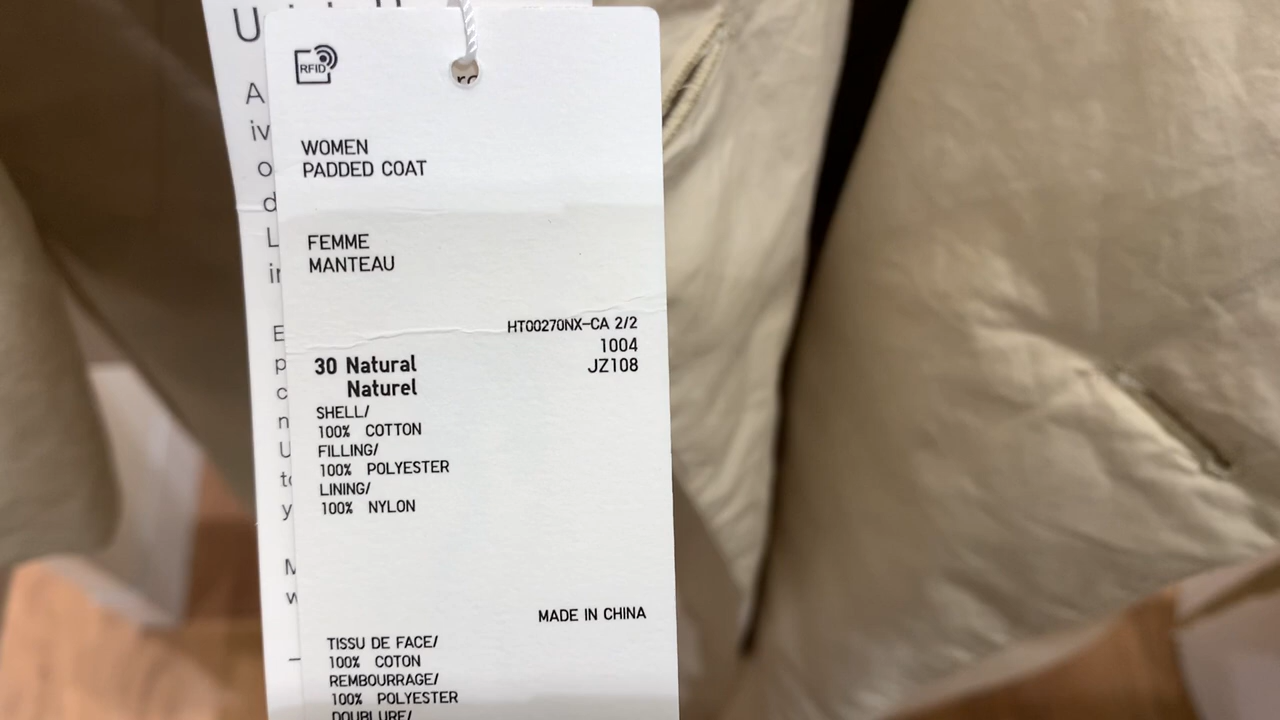 RFID
WOMEN
PADDED COAT
FEMME
MANTEAU
HT00270NX-CA 2/2
1004
JZ108
30 Natural
Naturel
SHELL/
100% COTTON
FILLING/
100% POLYESTER
LINING/
100% NYLON
MADE IN CHINA
TISSU DE FACE/
100% COTON
REMBOURRAGE/
100% POLYESTER
DOUBLURE/